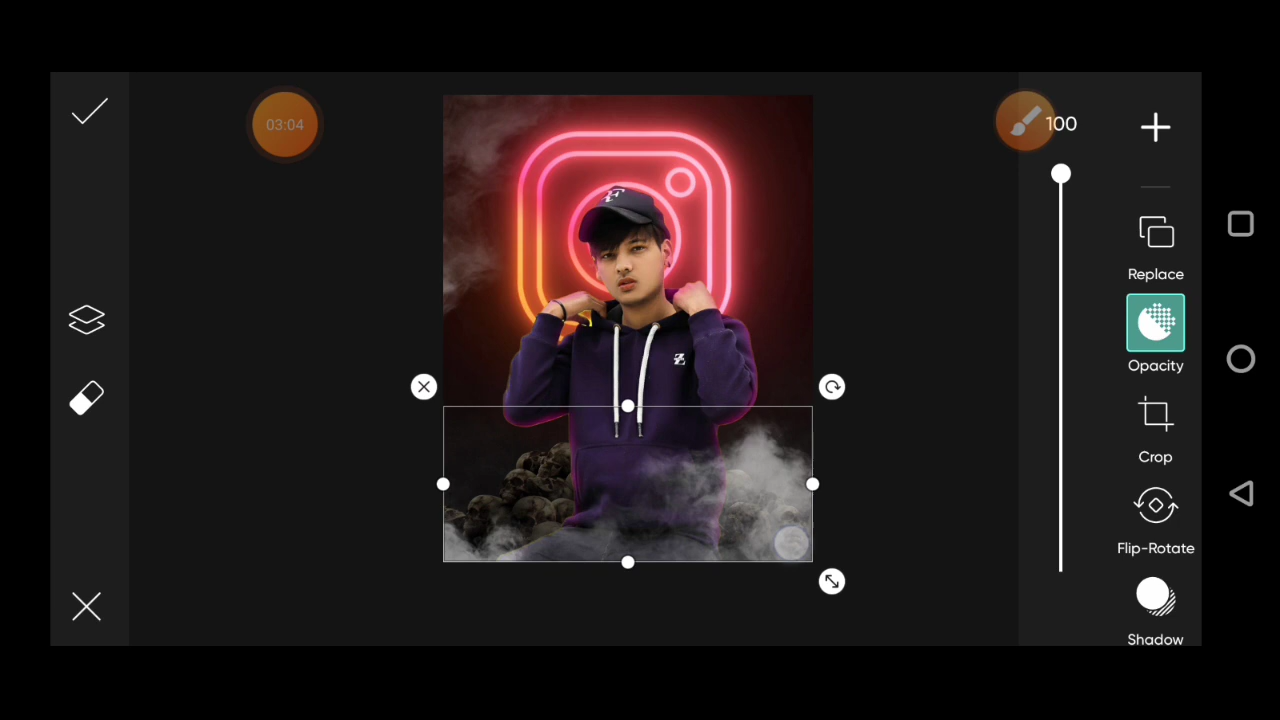 03:04
100
Replace
Opacity
Crop
Flip-Rotate
Shadow
F
Z